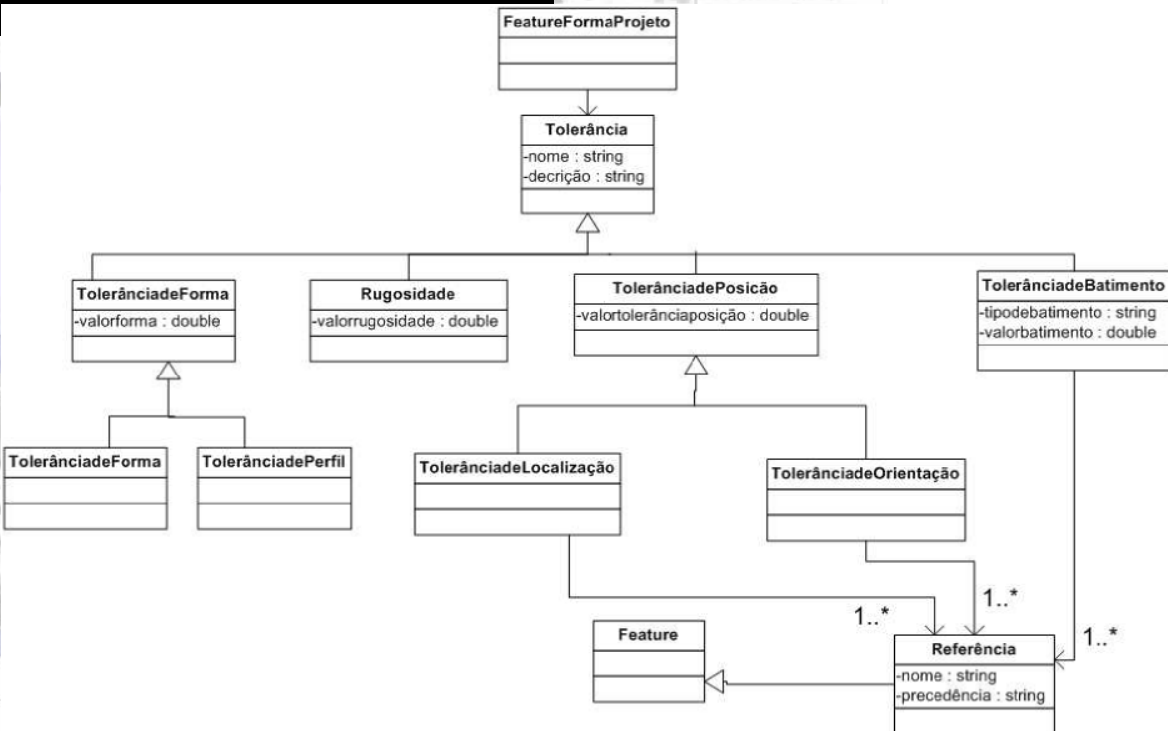 FeatureFormaProjeto
Tolerância
-nome : string
-decrição : string
TolerânciadeForma
-valorforma : double
Rugosidade
-valorrugosidade : double
TolerânciadePosicão
-valortolerânciaposição : double
TolerânciadeBatimento
-tipodebatimento : string
-valorbatimento : double
TolerânciadeForma
TolerânciadePerfil
TolerânciadeLocalização
TolerânciadeOrientação
1..*
1..*
1..*
Feature
Referência
-nome : string
-precedência : string